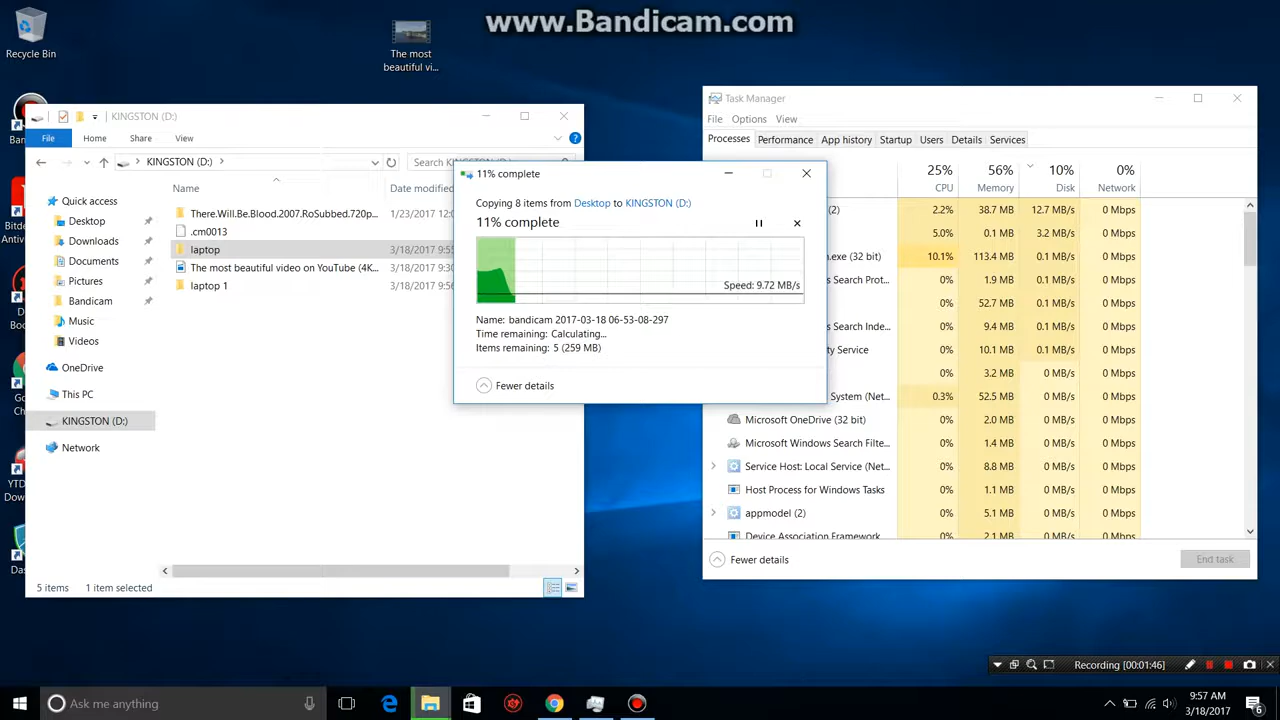 www.Bandicam.com
Recycle Bin
The most
beautiful vi...
KINGSTON (D:)
File
Home
Share
View
KINGSTON (D:)
Search
Name
Date modified
Quick access
Desktop
Downloads
Documents
Pictures
Bandicam
Music
Videos
OneDrive
This PC
KINGSTON (D:)
Network
There.Will.Be.Blood.2007.RoSubbed.720p... 1/23/2017 12:0
.cm0013
laptop 3/18/2017 9:55
The most beautiful video on YouTube (4K... 3/18/2017 9:30
laptop 1 3/18/2017 9:56
5 items 1 item selected
11% complete
Copying 8 items from Desktop to KINGSTON (D:)
11% complete
Speed: 9.72 MB/s
Name: bandicam 2017-03-18 06-53-08-297
Time remaining: Calculating...
Items remaining: 5 (259 MB)
Fewer details
Task Manager
File Options View
Processes Performance App history Startup Users Details Services
25% 56% 10% 0%
CPU Memory Disk Network
(2) 2.2% 38.7 MB 12.7 MB/s 0 Mbps
5.0% 0.1 MB 3.2 MB/s 0 Mbps
.exe (32 bit) 10.1% 113.4 MB 0.1 MB/s 0 Mbps
Search Prot... 0% 1.9 MB 0.1 MB/s 0 Mbps
0% 52.7 MB 0.1 MB/s 0 Mbps
Search Inde... 0% 9.4 MB 0.1 MB/s 0 Mbps
ity Service 0% 10.1 MB 0.1 MB/s 0 Mbps
0% 3.2 MB 0 MB/s 0 Mbps
System (Net... 0.3% 52.5 MB 0 MB/s 0 Mbps
Microsoft OneDrive (32 bit) 0% 2.0 MB 0 MB/s 0 Mbps
Microsoft Windows Search Filte... 0% 1.4 MB 0 MB/s 0 Mbps
Service Host: Local Service (Net... 0% 8.8 MB 0 MB/s 0 Mbps
Host Process for Windows Tasks 0% 1.1 MB 0 MB/s 0 Mbps
appmodel (2) 0% 5.1 MB 0 MB/s 0 Mbps
Device Association Framework 0% 2.1 MB 0 MB/s 0 Mbps
Fewer details
End task
Recording [00:01:46]
Ask me anything
9:57 AM
3/18/2017
6